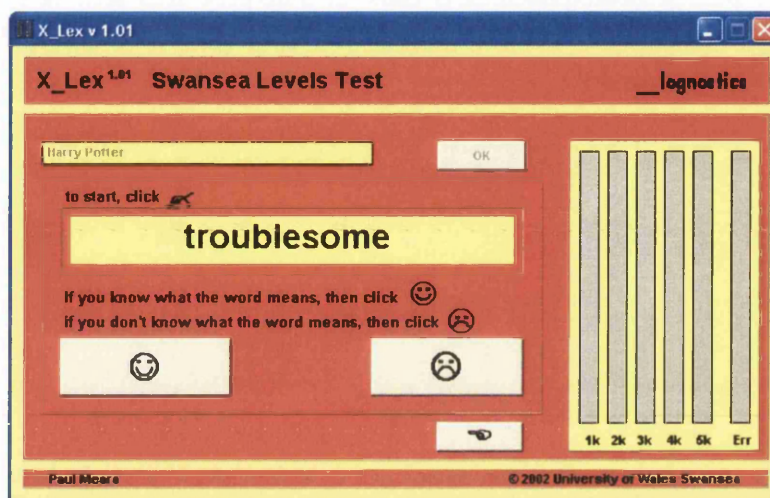 X_Lex v 1.01
X_Lex 1.01 Swansea Levels Test
__lognostics
Harry Potter
OK
to start, click
troublesome
If you know what the word means, then click
if you don't know what the word means, then click
1k 2k 3k 4k 5k Err
Paul Meara
© 2002 University of Wales Swansea